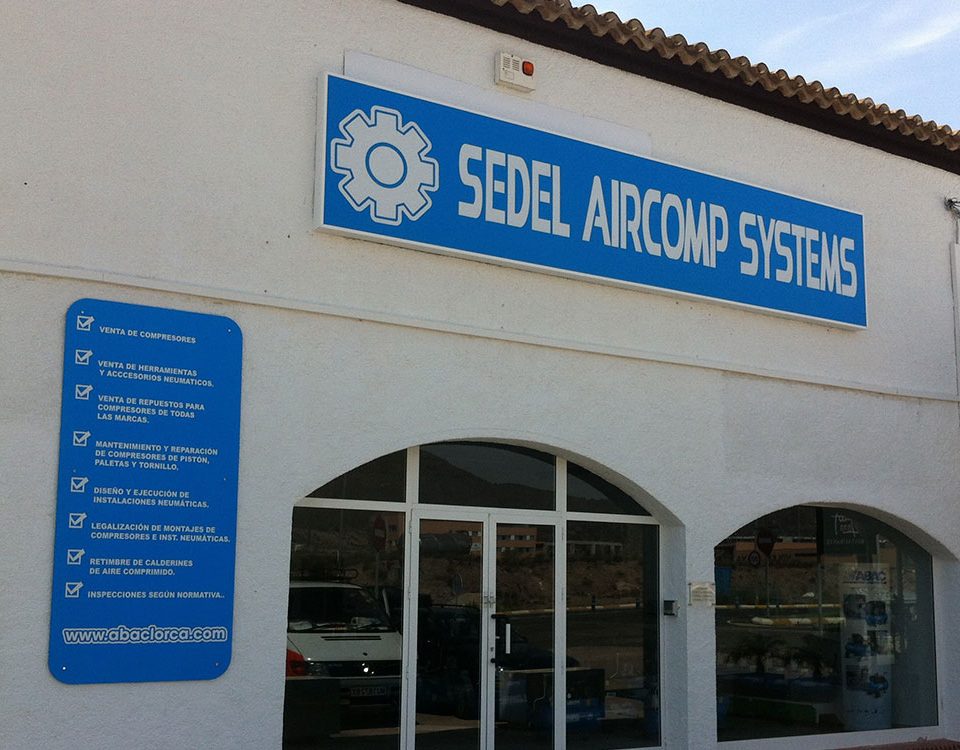 SEDEL AIRCOMP SYSTEMS
VENTA DE COMPRESORES
VENTA DE HERRAMIENTAS
Y ACCCESORIOS NEUMATICOS.
VENTA DE REPUESTOS PARA
COMPRESORES DE TODAS
LAS MARCAS.
MANTENIMIENTO Y REPARACIÓN
DE COMPRESORES DE PISTÓN,
PALETAS Y TORNILLO.
DISEÑO Y EJECUCIÓN DE
INSTALACIONES NEUMÁTICAS.
LEGALIZACIÓN DE MONTAJES DE
COMPRESORES E INST. NEUMÁTICAS.
RETIMBRE DE CALDERINES
DE AIRE COMPRIMIDO.
INSPECCIONES SEGÚN NORMATIVA..
www.abaclorca.com
ABAC